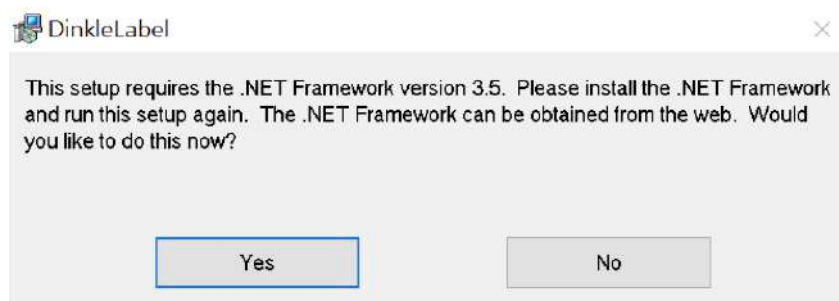 DinkleLabel
This setup requires the .NET Framework version 3.5.  Please install the .NET Framework
and run this setup again.  The .NET Framework can be obtained from the web.  Would
you like to do this now?
Yes
No